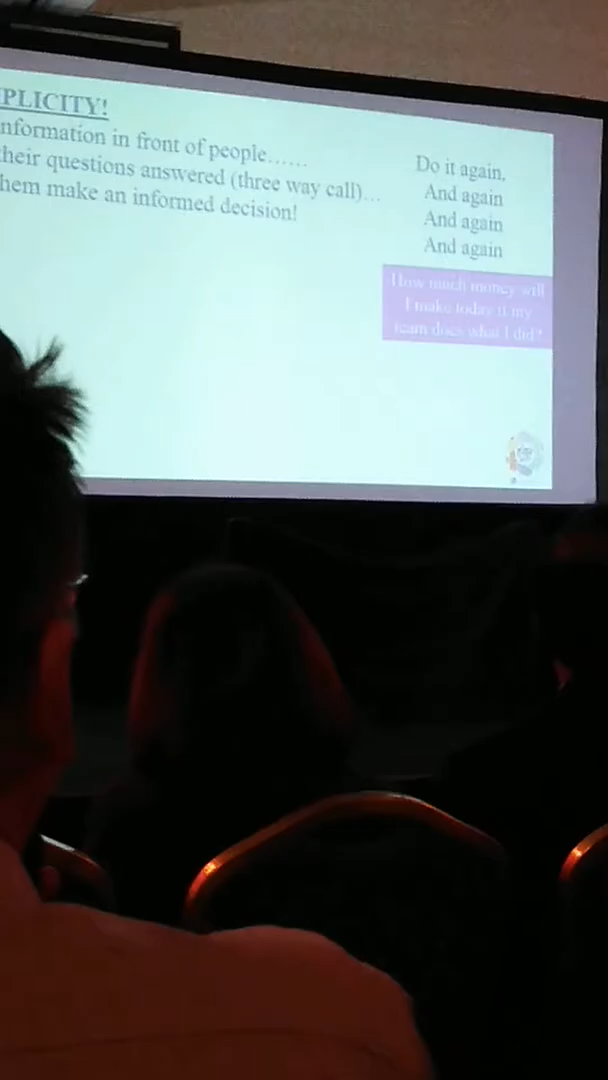 PLICITY!
nformation in front of people……
heir questions answered (three way call)…
hem make an informed decision!
Do it again,
And again
And again
And again
How much money will
I make today if my
team does what I did?